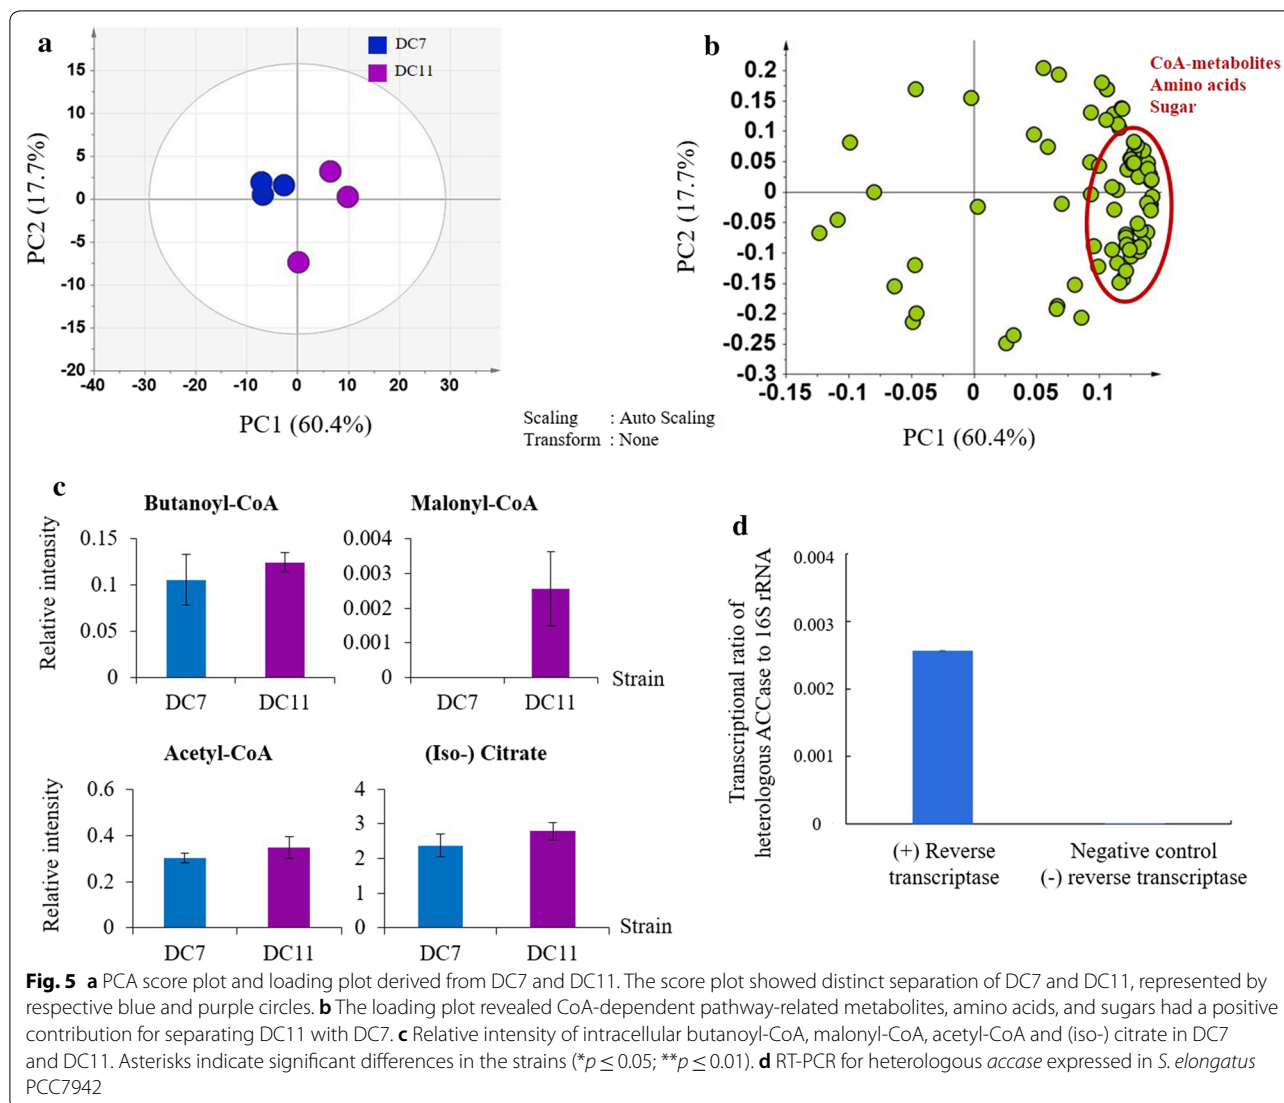 a
DC7
DC11
15
10
5
0
-5
-10
-15
-20
-40
-30
-20
-10
0
10
20
30
PC2 (17.7%)
PC1 (60.4%)
Scaling : Auto Scaling
Transform : None
b
CoA-metabolites
Amino acids
Sugar
0.2
0.15
0.1
0.05
0
-0.05
-0.1
-0.15
-0.2
-0.25
-0.3
-0.15
-0.1
-0.05
0
0.05
0.1
PC2 (17.7%)
PC1 (60.4%)
c
Butanoyl-CoA
Relative intensity
0.15
0.1
0.05
0
DC7
DC11
Malonyl-CoA
0.004
0.003
0.002
0.001
0
DC7
DC11
Strain
Acetyl-CoA
Relative intensity
0.6
0.4
0.2
0
DC7
DC11
(Iso-) Citrate
4
3
2
1
0
DC7
DC11
Strain
d
Transcriptional ratio of
heterologous ACCase to 16S rRNA
0.004
0.003
0.002
0.001
0
(+) Reverse
transcriptase
Negative control
(-) reverse transcriptase
Fig. 5 a PCA score plot and loading plot derived from DC7 and DC11. The score plot showed distinct separation of DC7 and DC11, represented by
respective blue and purple circles. b The loading plot revealed CoA-dependent pathway-related metabolites, amino acids, and sugars had a positive
contribution for separating DC11 with DC7. c Relative intensity of intracellular butanoyl-CoA, malonyl-CoA, acetyl-CoA and (iso-) citrate in DC7
and DC11. Asterisks indicate significant differences in the strains (*p ≤ 0.05; **p ≤ 0.01). d RT-PCR for heterologous accase expressed in S. elongatus
PCC7942